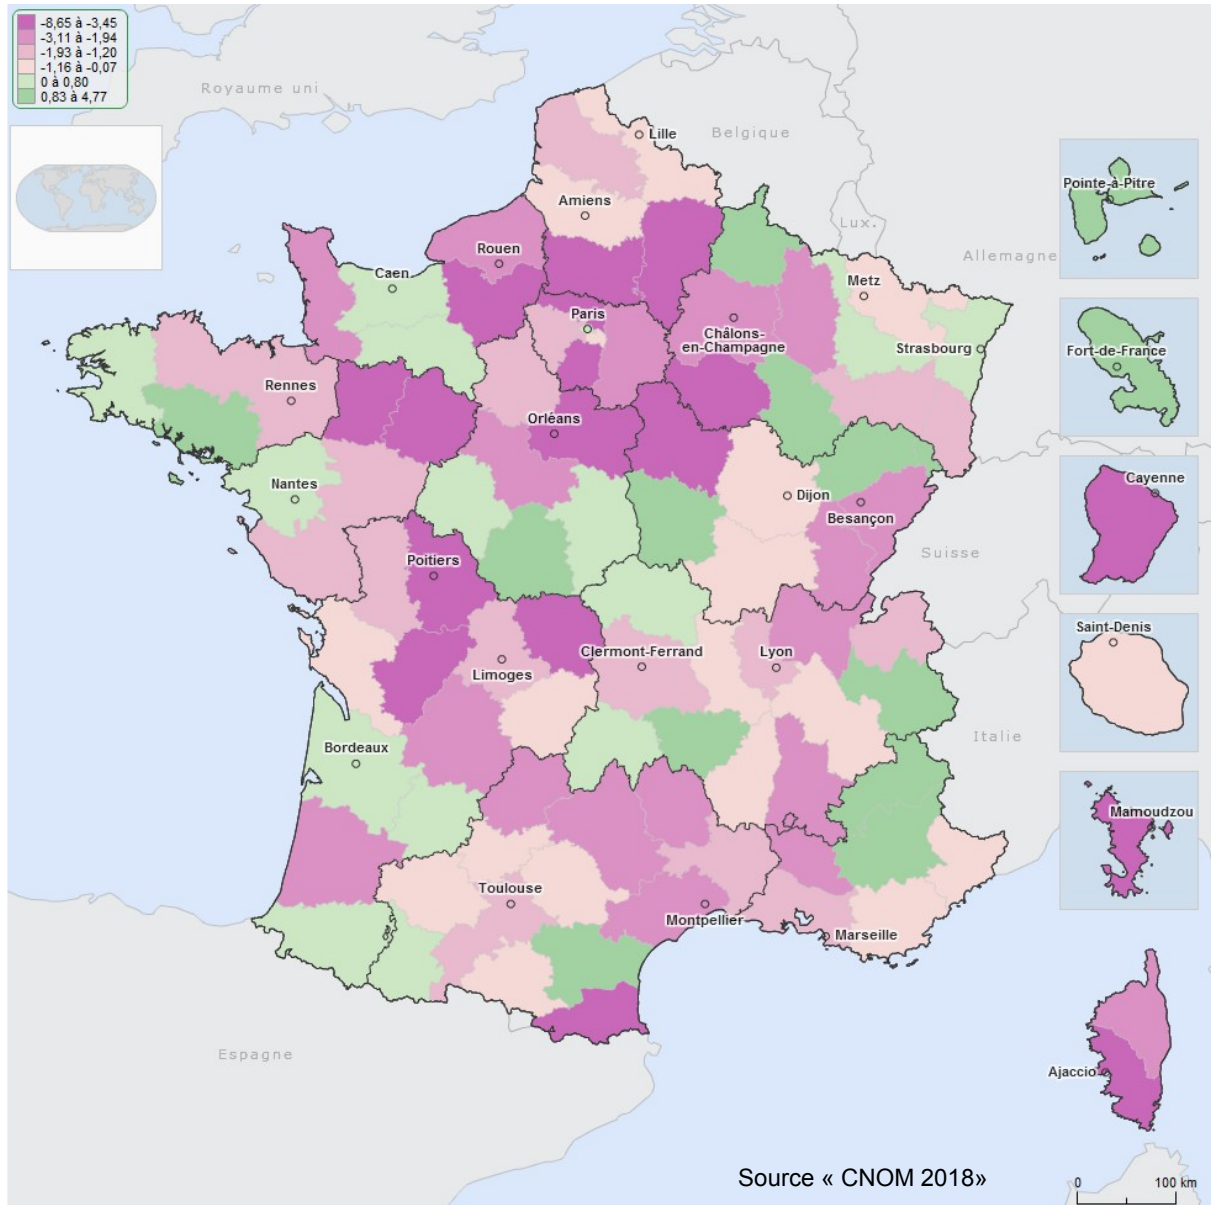 -8,65 à -3,45
-3,11 à -1,94
-1,93 à -1,20
-1,16 à -0,07
0 à 0,80
0,83 à 4,77
Royaume uni
Belgique
Lux.
Allemagne
Suisse
Italie
Espagne
Lille
Amiens
Rouen
Caen
Paris
Metz
Châlons-
en-Champagne
Strasbourg
Rennes
Orléans
Nantes
Dijon
Besançon
Poitiers
Limoges
Clermont-Ferrand
Lyon
Bordeaux
Toulouse
Montpellier
Marseille
Pointe-à-Pitre
Fort-de-France
Cayenne
Saint-Denis
Mamoudzou
Ajaccio
Source « CNOM 2018»
0 100 km